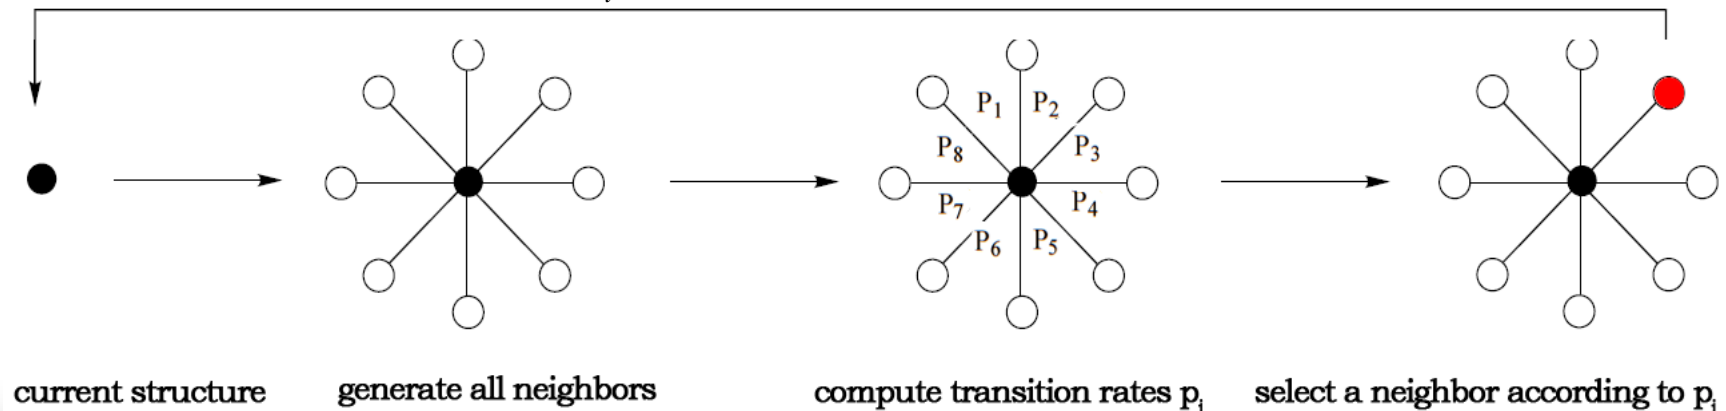 P₁ P₂
P₈ P₃
P₇ P₄
P₆ P₅
current structure
generate all neighbors
compute transition rates pᵢ
select a neighbor according to pᵢ